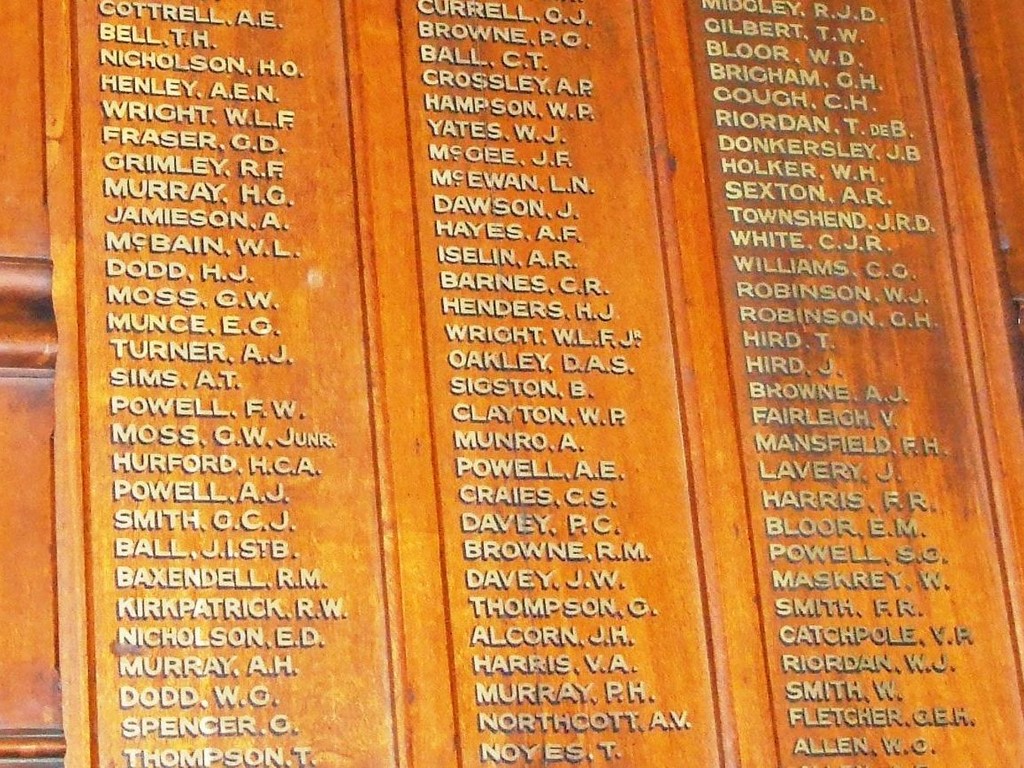 COTTRELL, A.E.
BELL, T.H.
NICHOLSON, H.O.
HENLEY, A.E.N.
WRIGHT, W.L.F.
FRASER, G.D.
GRIMLEY, R.F.
MURRAY, H.G.
JAMIESON, A.
McBAIN, W.L.
DODD, H.J.
MOSS, G.W.
MUNCE, E.G.
TURNER, A.J.
SIMS, A.T.
POWELL, F.W.
MOSS, G.W. JUNR.
HURFORD, H.C.A.
POWELL, A.J.
SMITH, G.C.J.
BALL, J.I.ST B.
BAXENDELL, R.M.
KIRKPATRICK, R.W.
NICHOLSON, E.D.
MURRAY, A.H.
DODD, W.G.
SPENCER, G.
THOMPSON, T.
CURRELL, O.J.
BROWNE, P.G.
BALL, C.T.
CROSSLEY, A.P.
HAMPSON, W.P.
YATES, W.J.
McGEE, J.F.
McEWAN, L.N.
DAWSON, J.
HAYES, A.F.
ISELIN, A.R.
BARNES, C.R.
HENDERS, H.J.
WRIGHT, W.L.F. Jr.
OAKLEY, D.A.S.
SIGSTON, B.
CLAYTON, W.P.
MUNRO, A.
POWELL, A.E.
CRAIES, C.S.
DAVEY, P.C.
BROWNE, R.M.
DAVEY, J.W.
THOMPSON, G.
ALCORN, J.H.
HARRIS, V.A.
MURRAY, P.H.
NORTHCOTT, A.V.
NOYES, T.
MIDGLEY, R.J.D.
GILBERT, T.W.
BLOOR, W.D.
BRIGHAM, G.H.
GOUGH, C.H.
RIORDAN, T. DE B.
DONKERSLEY, J.B
HOLKER, W.H.
SEXTON, A.R.
TOWNSHEND, J.R.D.
WHITE, C.J.R.
WILLIAMS, C.G.
ROBINSON, W.J.
ROBINSON, G.H.
HIRD, T.
HIRD, J.
BROWNE, A.J.
FAIRLEIGH, V.
MANSFIELD, F.H.
LAVERY, J.
HARRIS, F.R.
BLOOR, E.M.
POWELL, S.G.
MASKREY, W.
SMITH, F.R.
CATCHPOLE, V.P.
RIORDAN, W.J.
SMITH, W.
FLETCHER, G.E.H.
ALLEN, W.G.